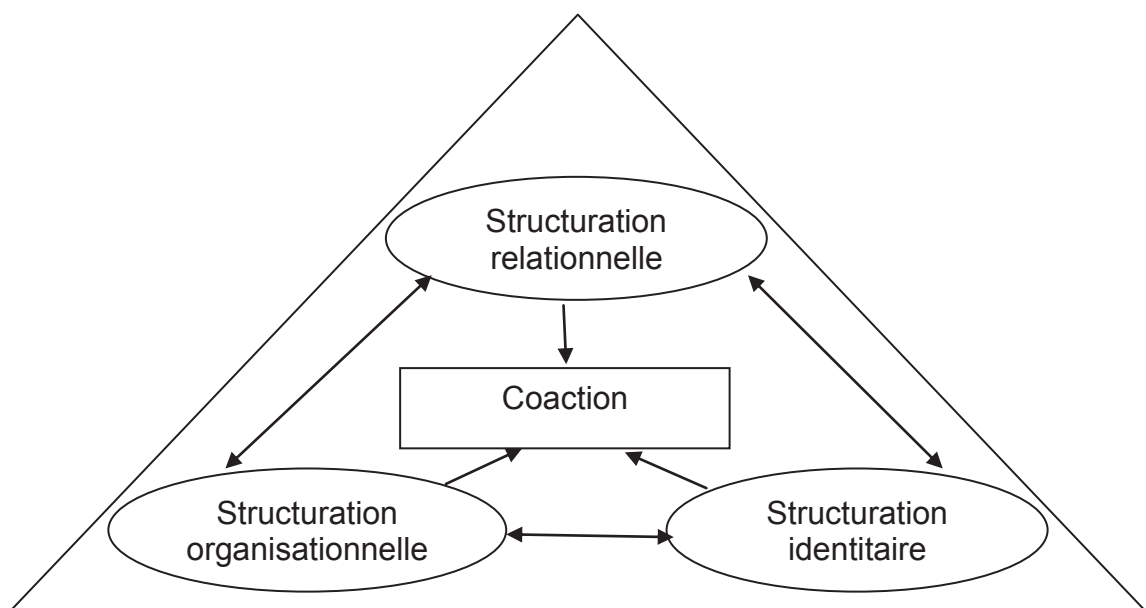 Structuration
relationnelle
Coaction
Structuration
organisationnelle
Structuration
identitaire